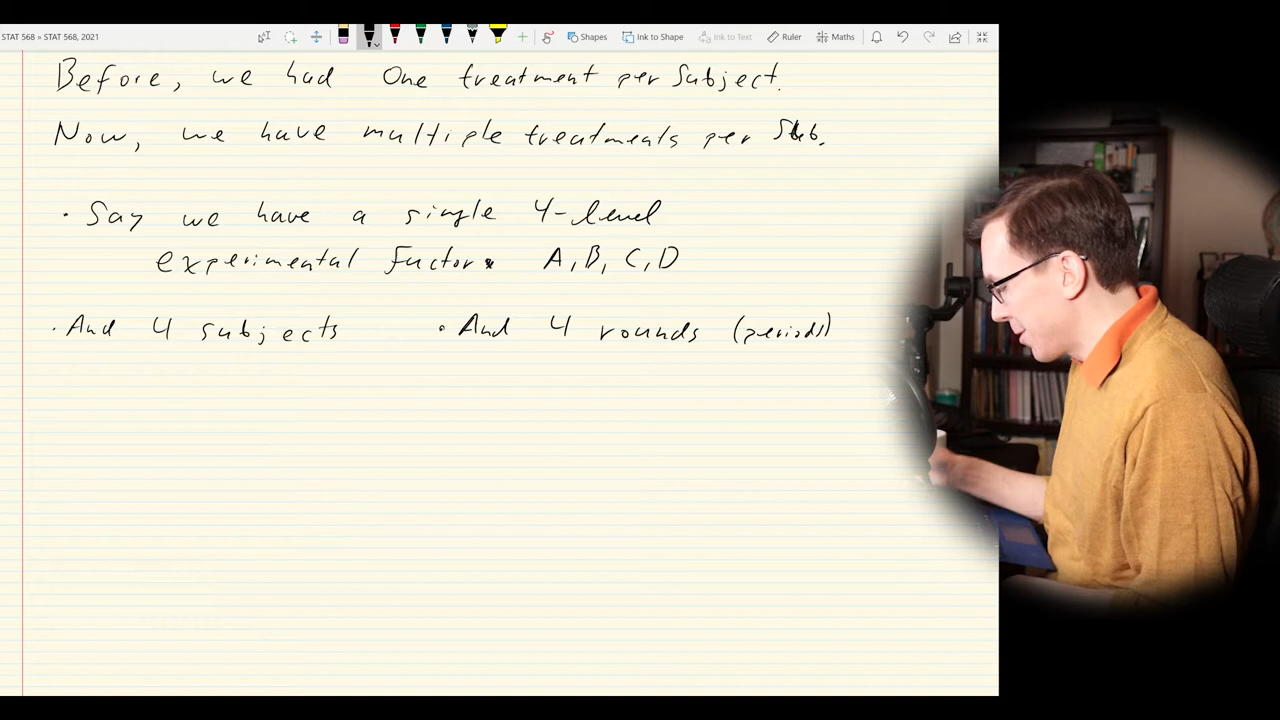 STAT 568 » STAT 568, 2021
Shapes Ink to Shape Ink to Text Ruler Maths
Before, we had One treatment per Subject.
Now, we have multiple treatments per Sub.
· Say we have a single 4-level
experimental factor. A, B, C, D
· And 4 subjects · And 4 rounds (periods)